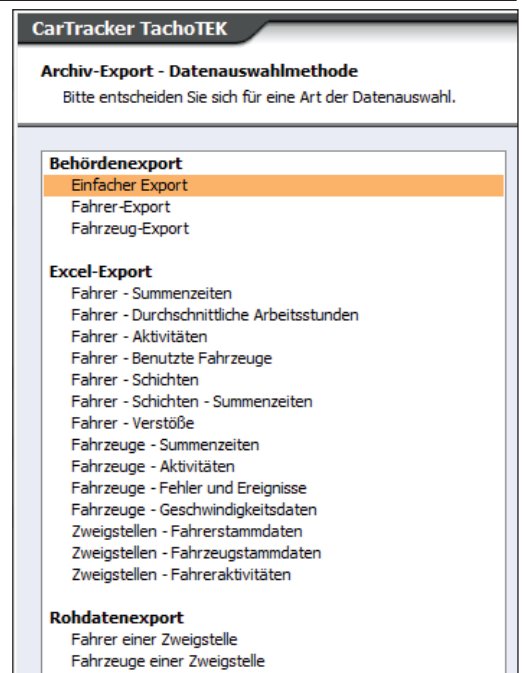 CarTracker TachoTEK
Archiv-Export - Datenauswahlmethode
Bitte entscheiden Sie sich für eine Art der Datenauswahl.
Behördenexport
Einfacher Export
Fahrer-Export
Fahrzeug-Export
Excel-Export
Fahrer - Summenzeiten
Fahrer - Durchschnittliche Arbeitsstunden
Fahrer - Aktivitäten
Fahrer - Benutzte Fahrzeuge
Fahrer - Schichten
Fahrer - Schichten - Summenzeiten
Fahrer - Verstöße
Fahrzeuge - Summenzeiten
Fahrzeuge - Aktivitäten
Fahrzeuge - Fehler und Ereignisse
Fahrzeuge - Geschwindigkeitsdaten
Zweigstellen - Fahrerstammdaten
Zweigstellen - Fahrzeugstammdaten
Zweigstellen - Fahreraktivitäten
Rohdatenexport
Fahrer einer Zweigstelle
Fahrzeuge einer Zweigstelle